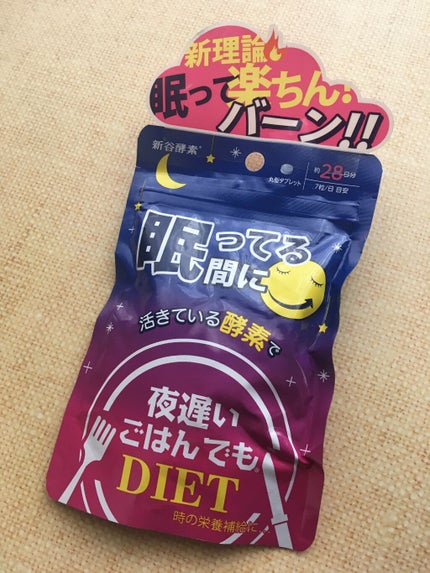 新理論
眠って楽ちん!
バーン!!
新谷酵素®
丸型タブレット
約28日分
7粒/日 目安
眠ってる
間に
活きている酵素で
夜遅い
ごはんでも®
DIET
時の栄養補給に。